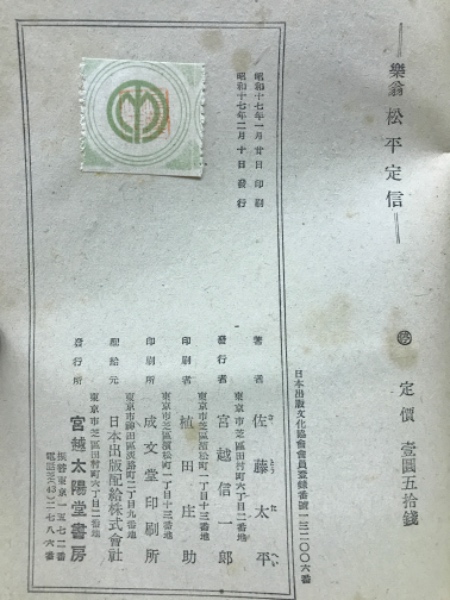 樂翁 松平定信
㊝ 定價 壹圓五拾錢
日本出版文化協會會員登錄番號一三二〇〇六番
昭和十七年一月廿日印刷
昭和十七年二月十日發行
著者 佐藤太平
さとうたへい
東京市芝區田村町六丁目二番地
發行者 宮越信一郎
東京市芝區濱松町一丁目十三番地
印刷者 植田庄助
東京市芝區濱松町一丁目十三番地
印刷所 成文堂印刷所
東京市神田區淡路町二丁目九番地
配給元 日本出版配給株式會社
東京市芝區田村町六丁目二番地
發行所 宮越太陽堂書房
振替東京一五七二番
電話芝(43)二七八六番